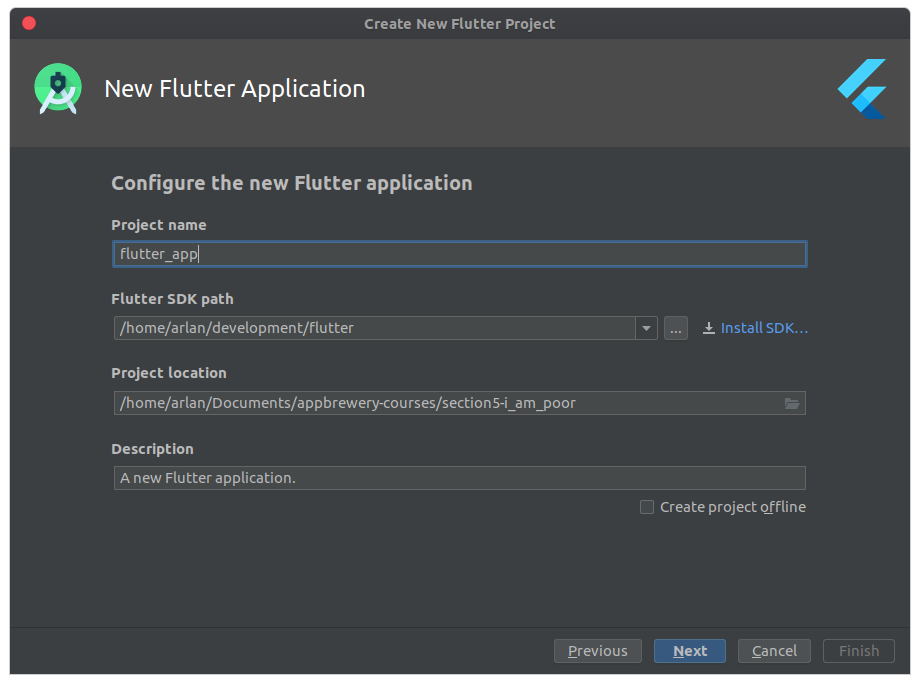 Create New Flutter Project
New Flutter Application
Configure the new Flutter application
Project name
flutter_app
Flutter SDK path
/home/arlan/development/flutter
... Install SDK...
Project location
/home/arlan/Documents/appbrewery-courses/section5-i_am_poor
Description
A new Flutter application.
Create project offline
Previous Next Cancel Finish